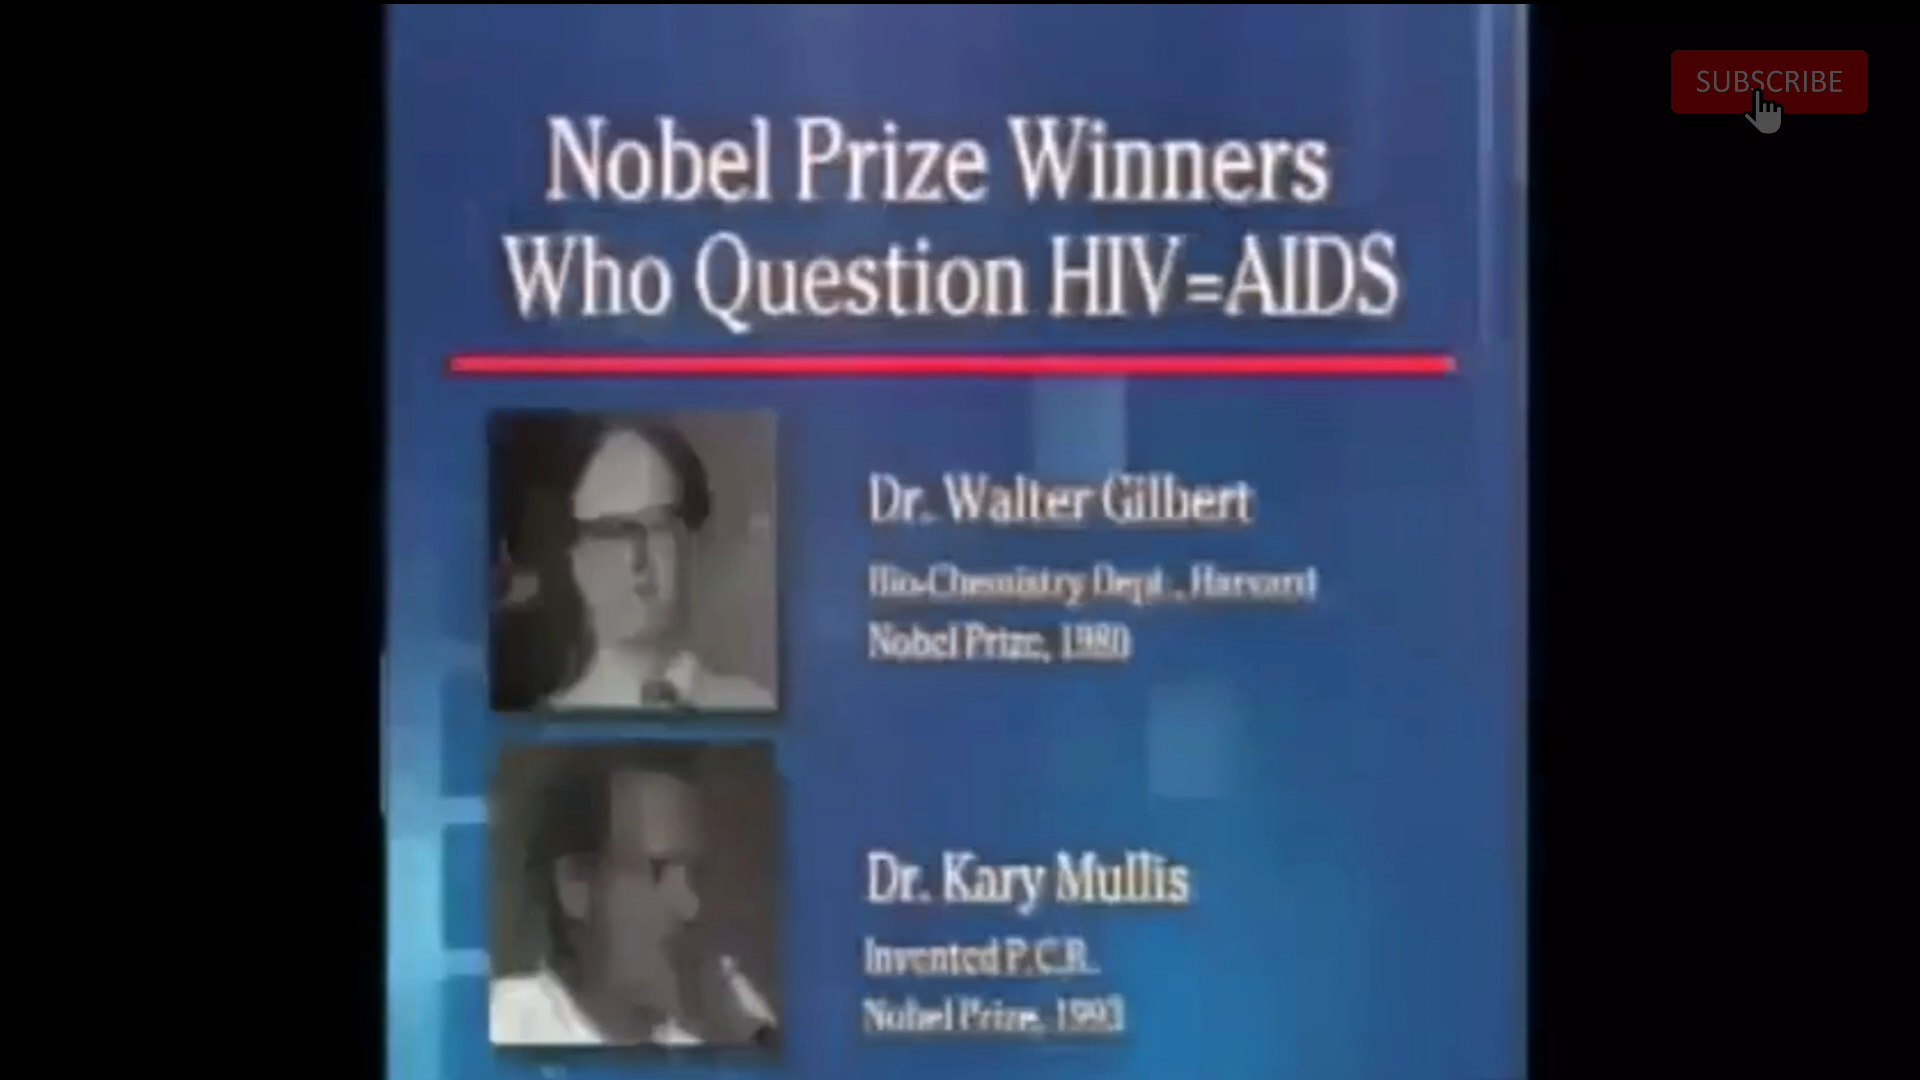 SUBSCRIBE
Nobel Prize Winners
Who Question HIV=AIDS
Dr. Walter Gilbert
Bio-Chemistry Dept., Harvard
Nobel Prize, 1980
Dr. Kary Mullis
Invented P.C.R.
Nobel Prize, 1993